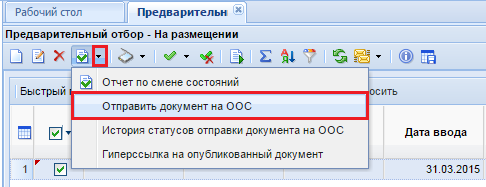 Рабочий стол
Предварительн
Предварительный отбор - На размещении
Быстрый
Отчет по смене состояний
Отправить документ на ООС
История статусов отправки документа на ООС
Гиперссылка на опубликованный документ
Дата ввода
1
31.03.2015